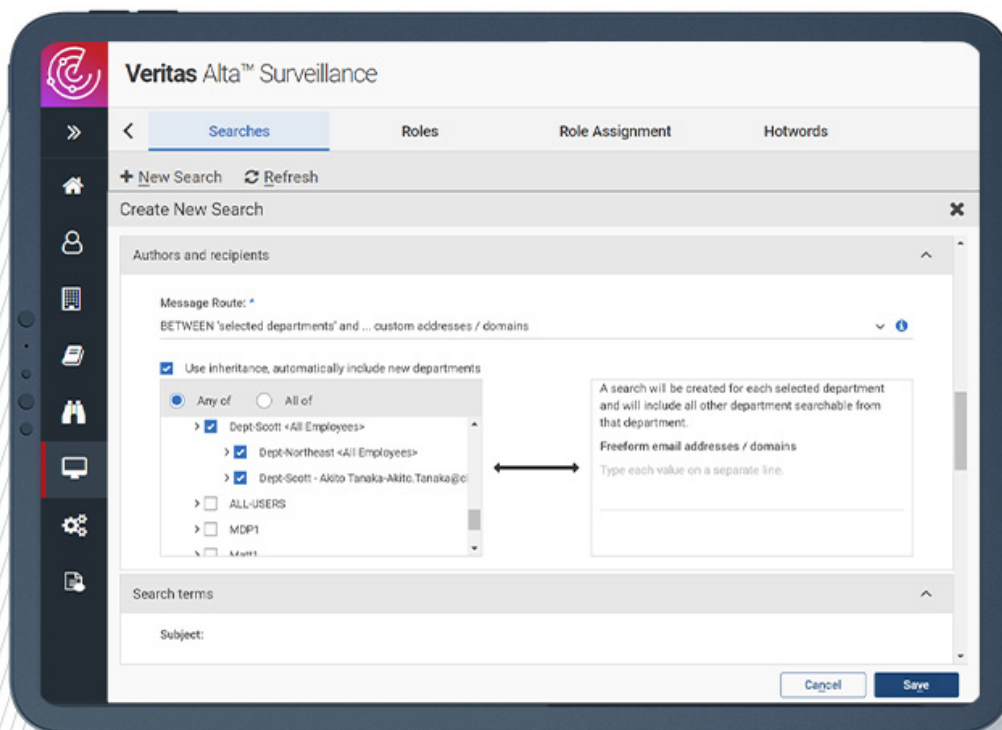 Veritas Alta™ Surveillance
Searches Roles Role Assignment Hotwords
New Search Refresh
Create New Search
Authors and recipients
Message Route: *
BETWEEN 'selected departments' and ... custom addresses / domains
Use inheritance, automatically include new departments
Any of All of
Dept-Scott <All Employees>
Dept-Northeast <All Employees>
Dept-Scott - Akito Tanaka-Akito.Tanaka@cl
ALL-USERS
MDP1
Matt1
A search will be created for each selected department
and will include all other department searchable from
that department.
Freeform email addresses / domains
Type each value on a separate line.
Search terms
Subject:
Cancel Save